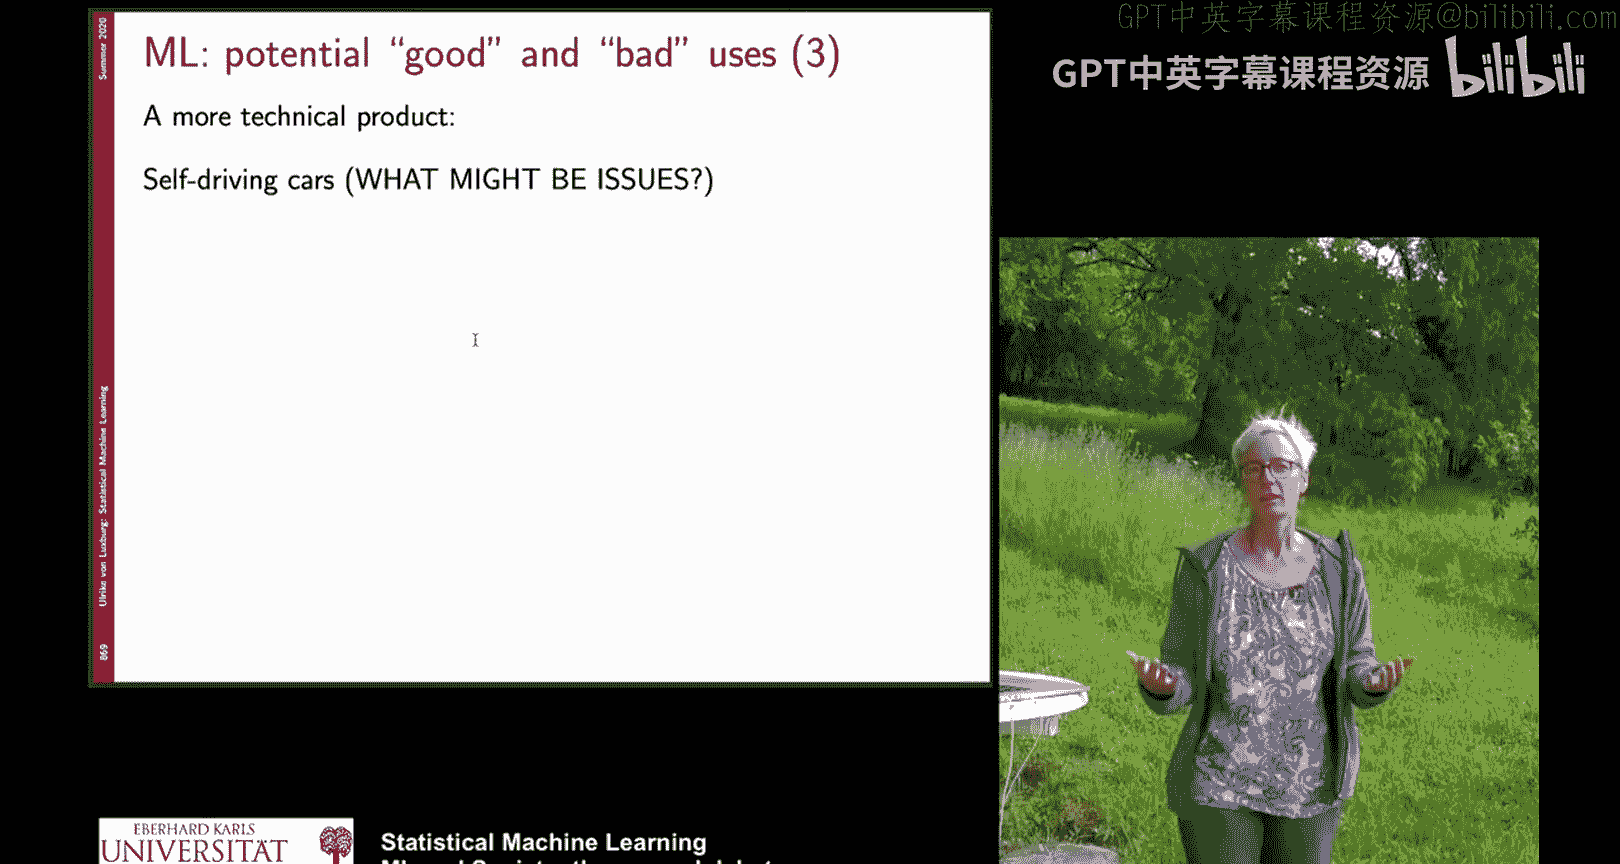 GPT中英字幕课程资源@bilibili.com
GPT中英字幕课程资源 bilibili
Summer 2020
ML: potential “good” and “bad” uses (3)
A more technical product:
Self-driving cars (WHAT MIGHT BE ISSUES?)
Ulrike von Luxburg: Statistical Machine Learning
869
EBERHARD KARLS
UNIVERSITÄT
Statistical Machine Learning